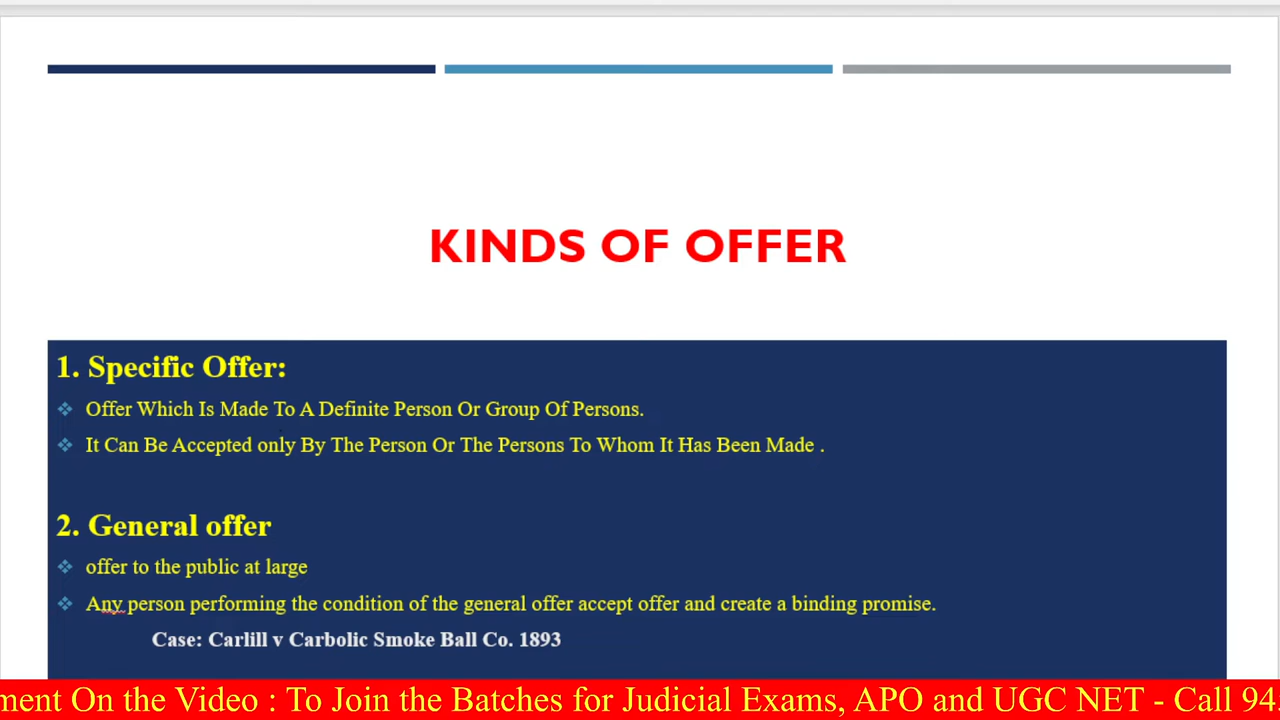 KINDS OF OFFER
1. Specific Offer:
❖ Offer Which Is Made To A Definite Person Or Group Of Persons.
❖ It Can Be Accepted only By The Person Or The Persons To Whom It Has Been Made .
2. General offer
❖ offer to the public at large
❖ Any person performing the condition of the general offer accept offer and create a binding promise.
Case: Carlill v Carbolic Smoke Ball Co. 1893
ment On the Video : To Join the Batches for Judicial Exams, APO and UGC NET - Call 94